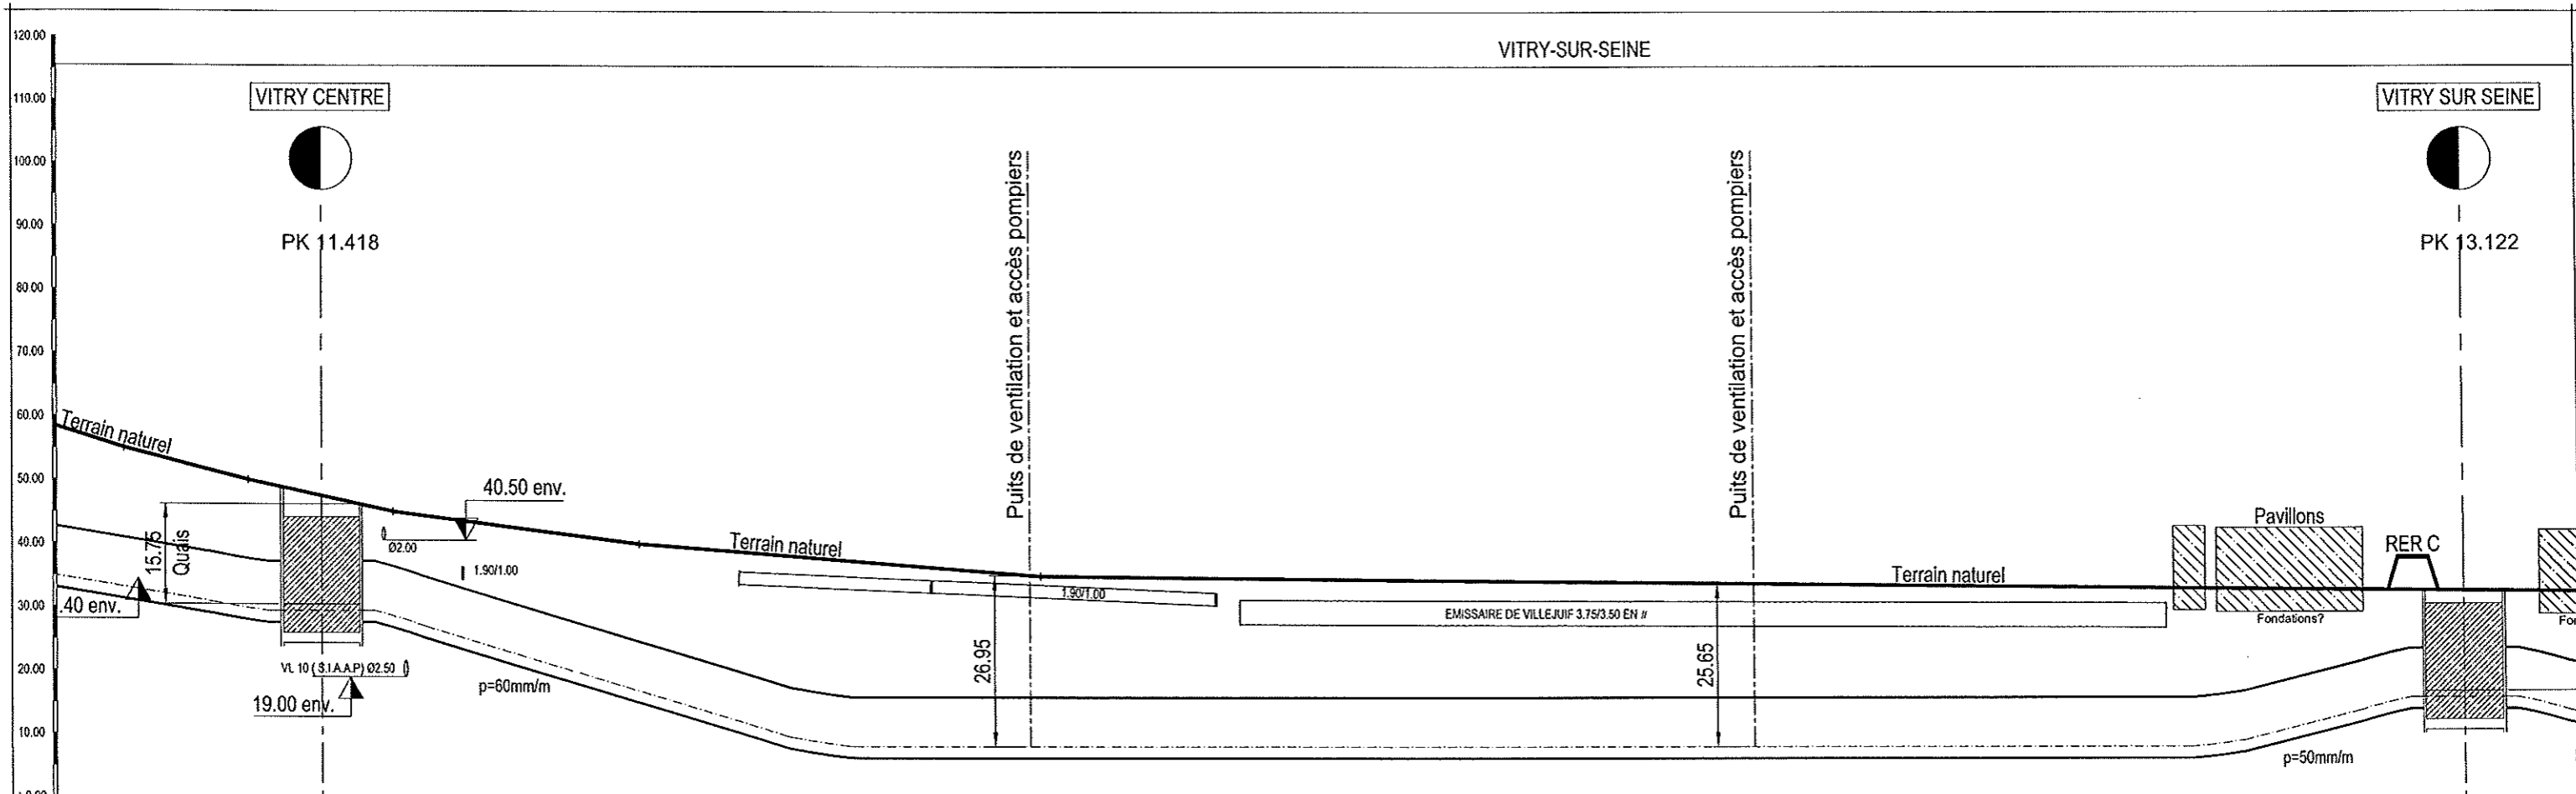 VITRY-SUR-SEINE
120.00
110.00
100.00
90.00
80.00
70.00
60.00
50.00
40.00
30.00
20.00
10.00
VITRY CENTRE
PK 11.418
VITRY SUR SEINE
PK 13.122
Puits de ventilation et accès pompiers
Puits de ventilation et accès pompiers
Terrain naturel
40.50 env.
Ø2.00
1.90/1.00
15.75
Quais
.40 env.
VL 10 ( S.I.A.A.P) Ø2.50
19.00 env.
p=60mm/m
Terrain naturel
1.90/1.00
26.95
EMISSAIRE DE VILLEJUIF 3.75/3.50 EN //
25.65
Terrain naturel
Pavillons
Fondations?
RER C
p=50mm/m